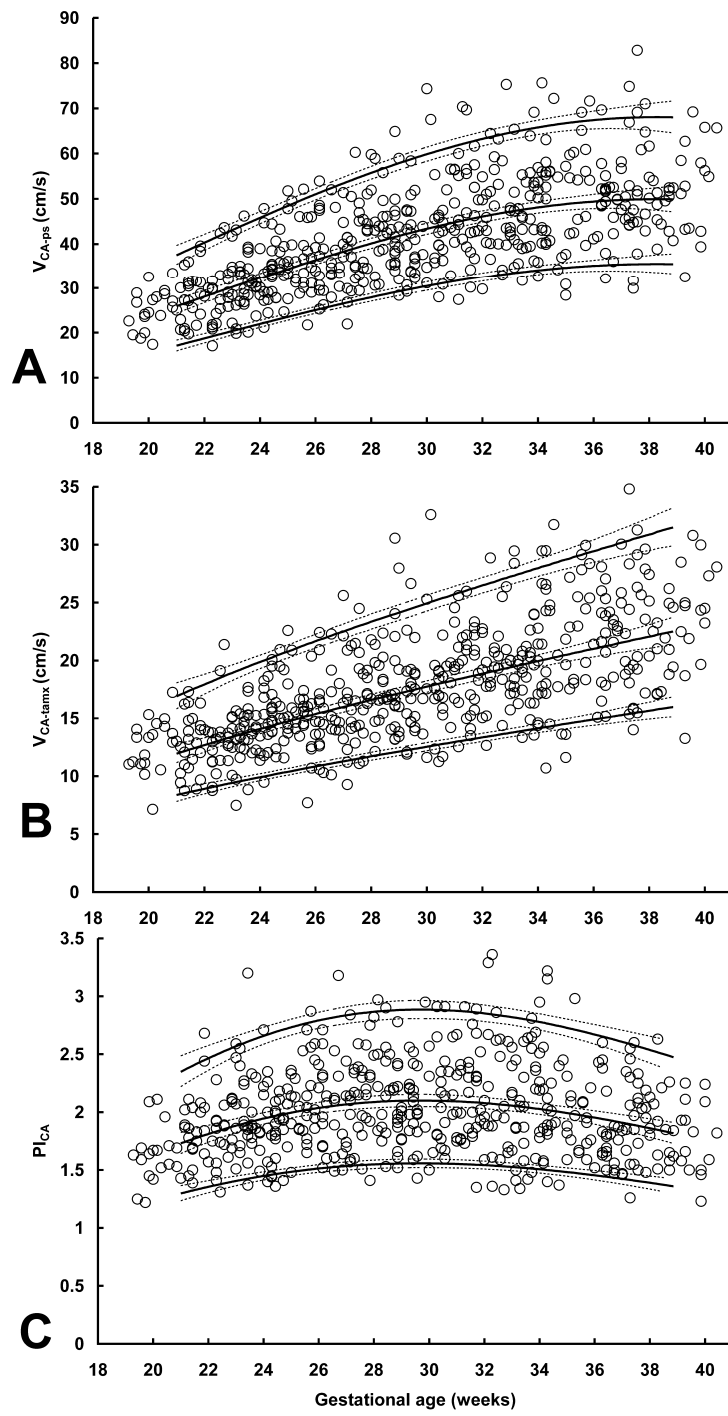 90
80
70
60
50
40
30
20
10
0
V_CA-ps (cm/s)
A
18 20 22 24 26 28 30 32 34 36 38 40
35
30
25
20
15
10
5
0
V_CA-tamx (cm/s)
B
18 20 22 24 26 28 30 32 34 36 38 40
3.5
3
2.5
2
1.5
1
0.5
0
PI_CA
C
18 20 22 24 26 28 30 32 34 36 38 40
Gestational age (weeks)